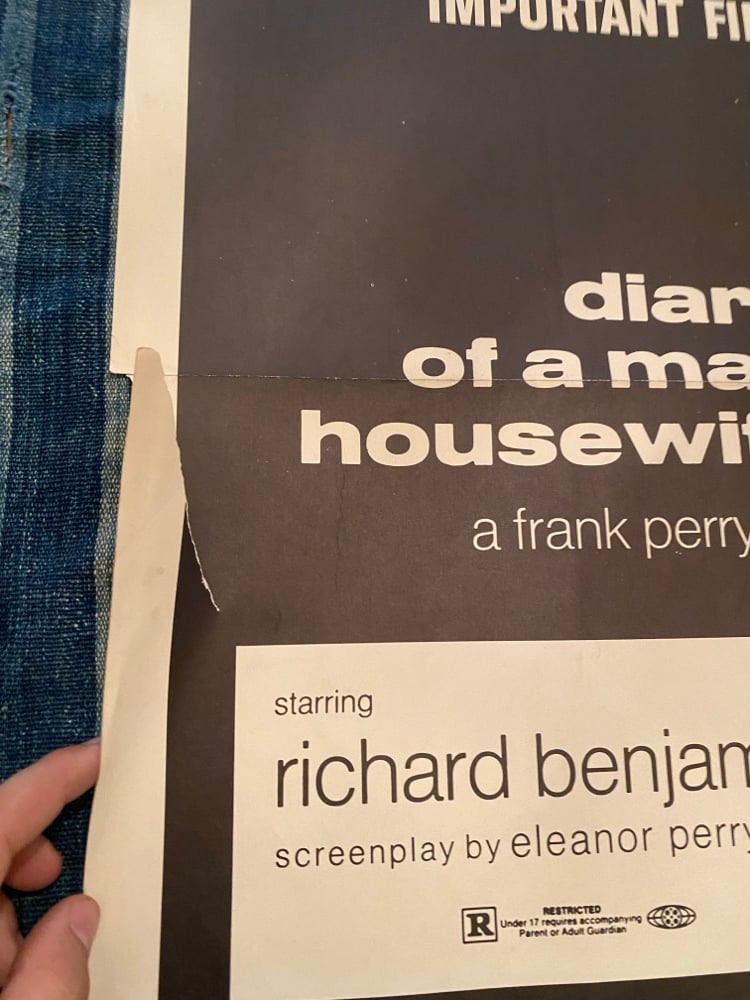 IMPORTANT FI
diar
of a ma
housewi
a frank perry
starring
richard benjam
screenplay by eleanor perry
R
RESTRICTED
Under 17 requires accompanying
Parent or Adult Guardian